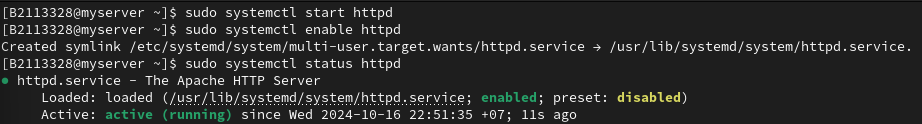 [B2113328@myserver ~]$ sudo systemctl start httpd
[B2113328@myserver ~]$ sudo systemctl enable httpd
Created symlink /etc/systemd/system/multi-user.target.wants/httpd.service → /usr/lib/systemd/system/httpd.service.
[B2113328@myserver ~]$ sudo systemctl status httpd
● httpd.service - The Apache HTTP Server
Loaded: loaded (/usr/lib/systemd/system/httpd.service; enabled; preset: disabled)
Active: active (running) since Wed 2024-10-16 22:51:35 +07; 11s ago